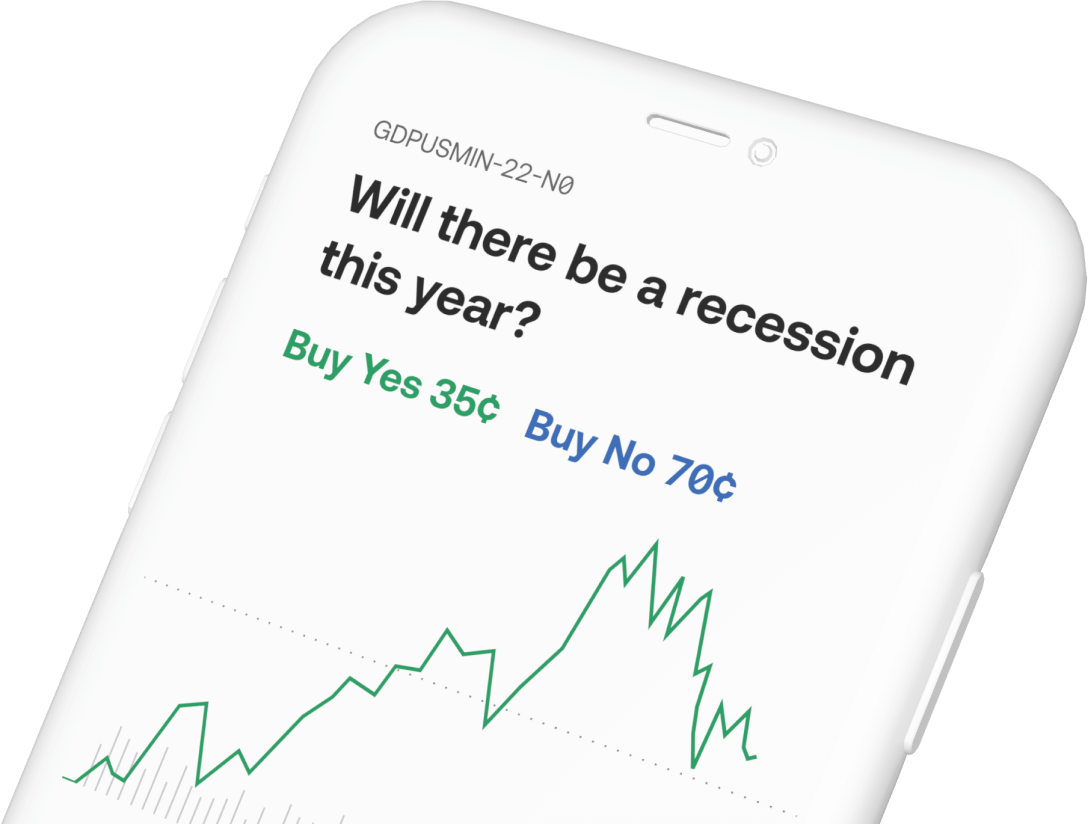 GDPUSMIN-22-N0
Will there be a recession
this year?
Buy Yes 35¢ Buy No 70¢